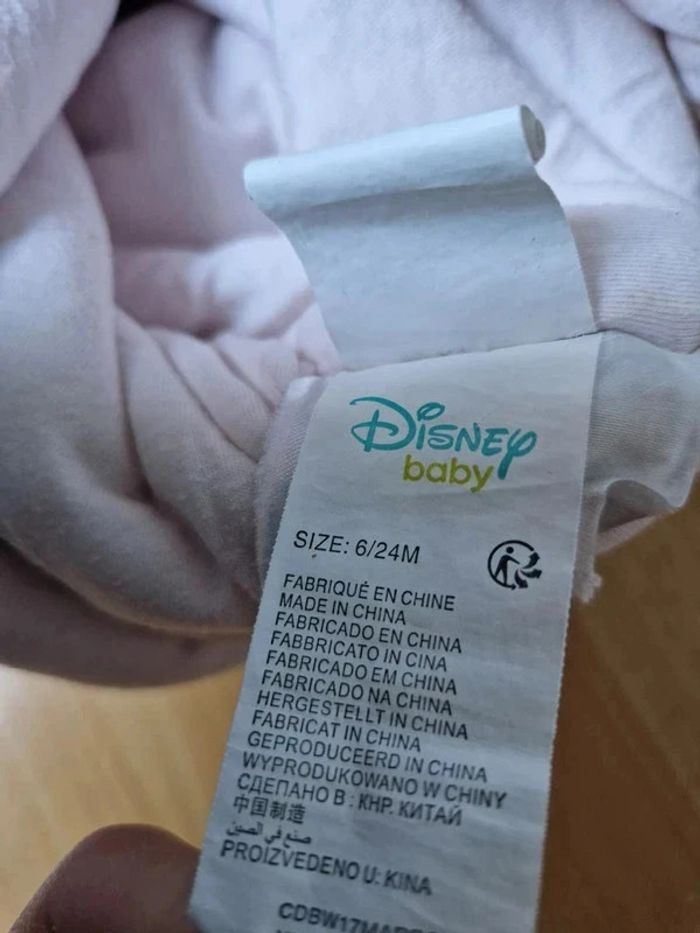 Disney
baby
SIZE: 6/24M
FABRIQUÉ EN CHINE
MADE IN CHINA
FABRICADO EN CHINA
FABBRICATO IN CINA
FABRICADO EM CHINA
FABRICADO NA CHINA
HERGESTELLT IN CHINA
FABRICAT IN CHINA
GEPRODUCEERD IN CHINA
WYPRODUKOWANO W CHINY
СДЕЛАНО В : КНР. КИТАЙ
中国制造
صنع في الصين
PROIZVEDENO U: KINA